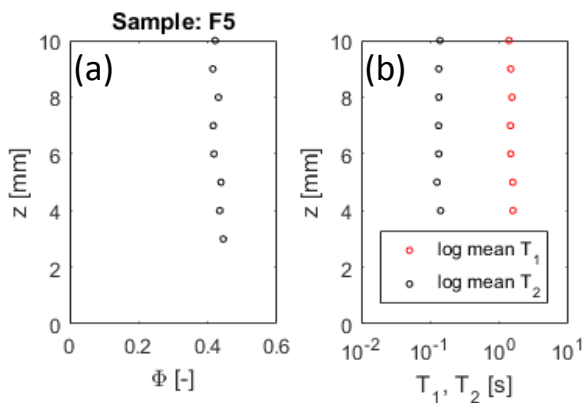 Sample: F5
(a)
10
8
6
4
2
0
z [mm]
0 0.2 0.4 0.6
Φ [-]
(b)
10
8
6
4
2
0
z [mm]
log mean T₁
log mean T₂
10⁻² 10⁻¹ 10⁰ 10¹
T₁, T₂ [s]